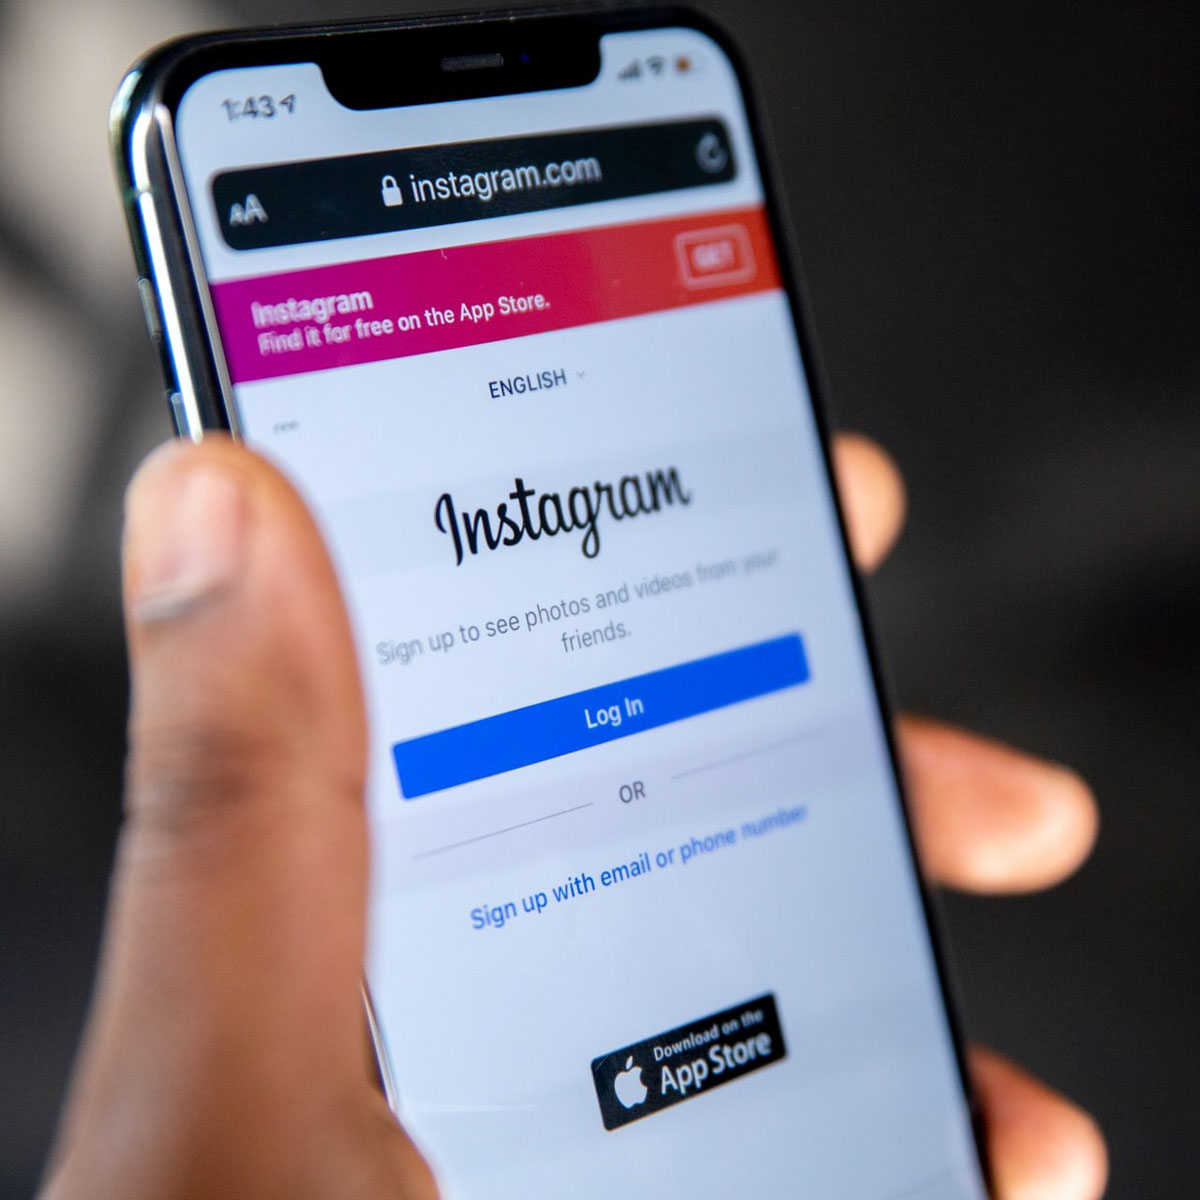 1:43
AA instagram.com
Instagram
GET
Find it for free on the App Store.
ENGLISH
Instagram
Sign up to see photos and videos from your
friends.
Log In
OR
Sign up with email or phone number
Download on the
App Store